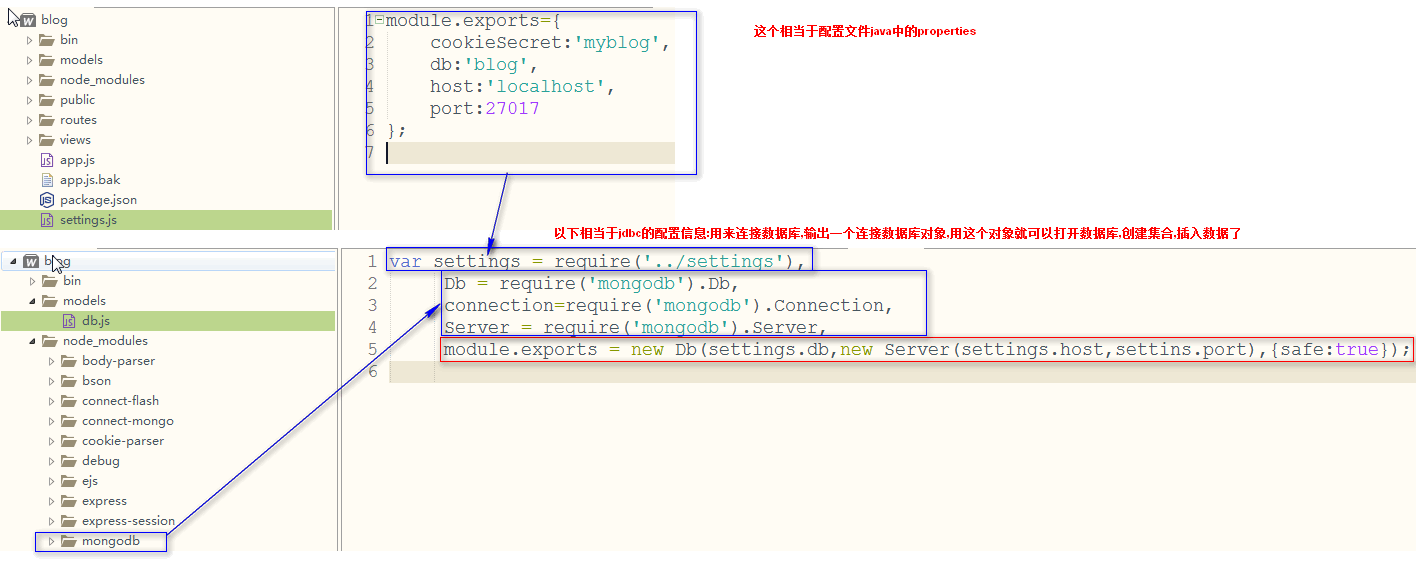 blog
bin
models
node_modules
public
routes
views
app.js
app.js.bak
package.json
settings.js
1 module.exports={
2 cookieSecret:'myblog',
3 db:'blog',
4 host:'localhost',
5 port:27017
6 };
7
这个相当于配置文件java中的properties
以下相当于jdbc的配置信息:用来连接数据库,输出一个连接数据库对象,用这个对象就可以打开数据库,创建集合,插入数据了
blog
bin
models
db.js
node_modules
body-parser
bson
connect-flash
connect-mongo
cookie-parser
debug
ejs
express
express-session
mongodb
1 var settings = require('../settings'),
2 Db = require('mongodb').Db,
3 connection=require('mongodb').Connection,
4 Server = require('mongodb').Server,
5 module.exports = new Db(settings.db,new Server(settings.host,settins.port),{safe:true});
6